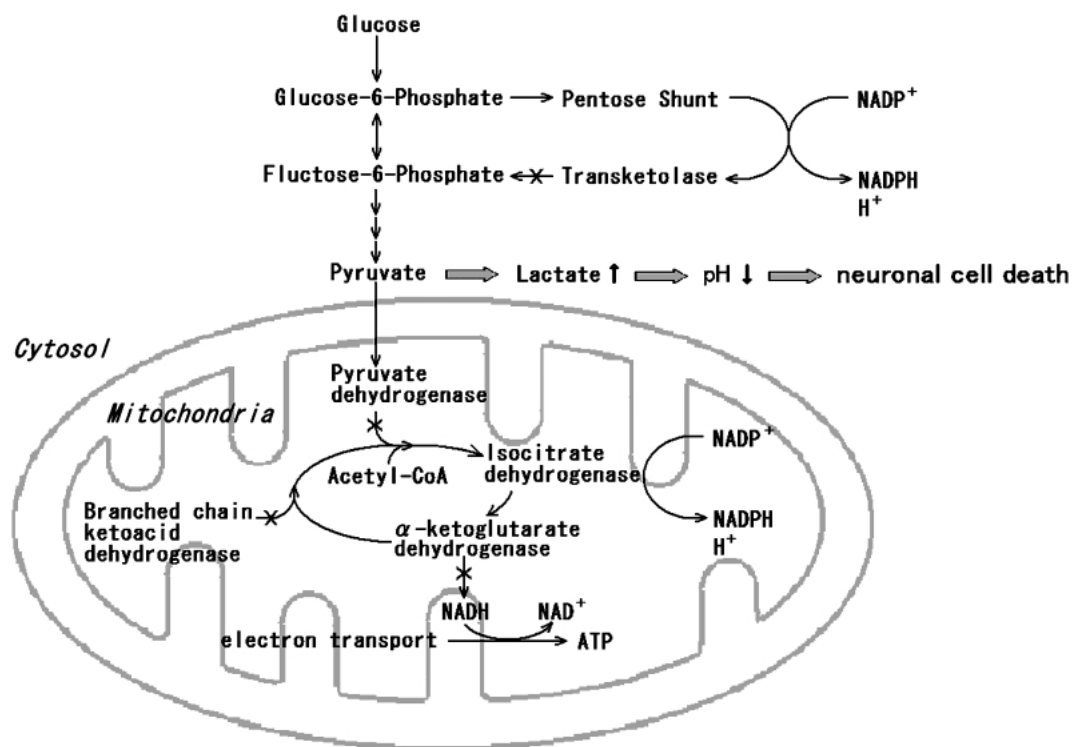 Glucose
Glucose-6-Phosphate
Pentose Shunt
NADP+
Fluctose-6-Phosphate
Transketolase
NADPH
H+
Pyruvate
Lactate ↑
pH ↓
neuronal cell death
Cytosol
Pyruvate
dehydrogenase
Mitochondria
NADP+
Isocitrate
dehydrogenase
Acetyl-CoA
Branched chain
ketoacid
dehydrogenase
α-ketoglutarate
dehydrogenase
NADPH
H+
NADH
NAD+
electron transport
ATP